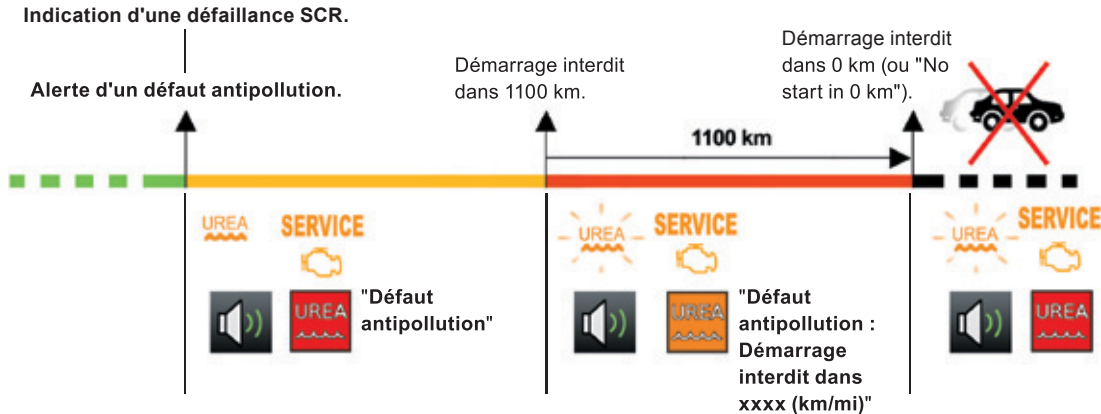 Indication d'une défaillance SCR.
Alerte d'un défaut antipollution.
Démarrage interdit
dans 1100 km.
Démarrage interdit
dans 0 km (ou "No
start in 0 km").
1100 km
UREA
SERVICE
UREA
"Défaut
antipollution"
UREA
SERVICE
UREA
"Défaut
antipollution :
Démarrage
interdit dans
xxxx (km/mi)"
UREA
SERVICE
UREA